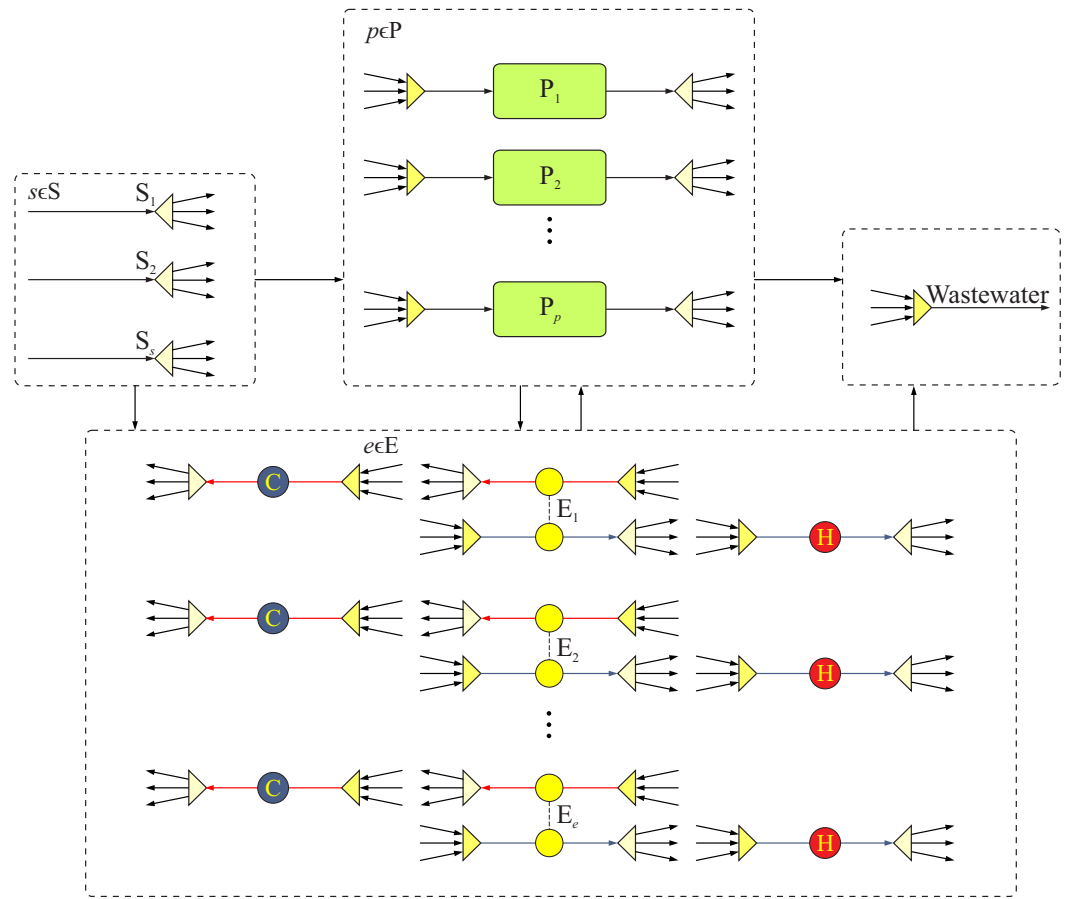 pϵP
P₁
P₂
Pₚ
sϵS
S₁
S₂
Sₛ
Wastewater
eϵE
C
E₁
H
C
E₂
H
C
Eₑ
H